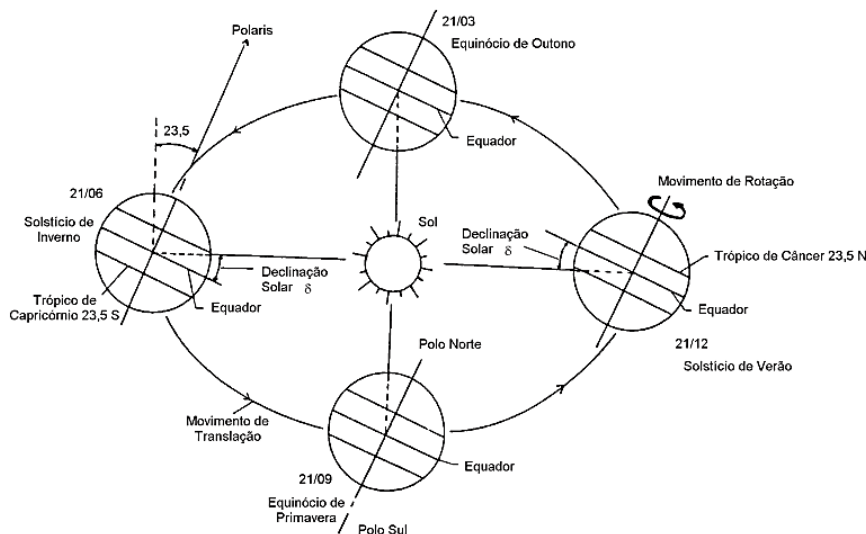 21/03
Equinócio de Outono
Polaris
23,5
Equador
21/06
Solstício de
Inverno
Movimento de Rotação
Sol
Declinação
Solar δ
Trópico de Câncer 23,5 N
Declinação
Solar δ
Equador
Trópico de
Capricórnio 23,5 S
Equador
21/12
Solstício de Verão
Polo Norte
Movimento de
Translação
Equador
21/09
Equinócio de
Primavera
Polo Sul